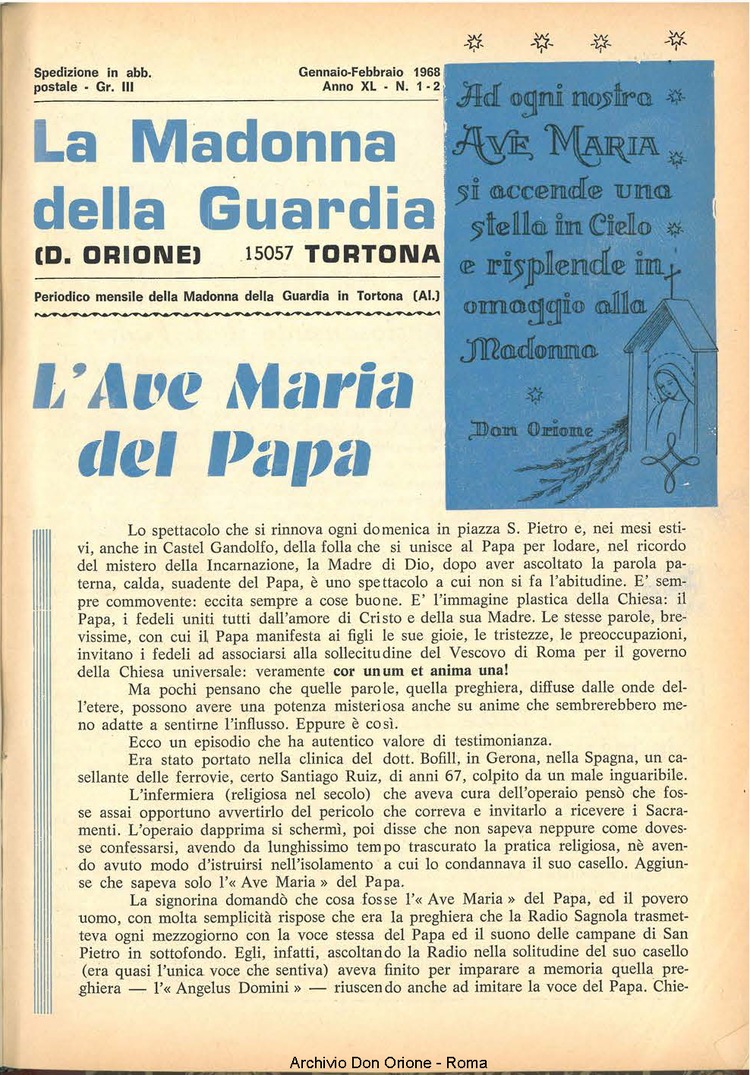 Spedizione in abb.
postale - Gr. III
Gennaio-Febbraio 1968
Anno XL - N. 1-2
La Madonna
della Guardia
(D. ORIONE) 15057 TORTONA
Periodico mensile della Madonna della Guardia in Tortona (Al.)
Ad ogni nostra
AVE MARIA
si accende una
stella in Cielo
e risplende in
omaggio alla
Madonna
Don Orione
L'Ave Maria
del Papa
Lo spettacolo che si rinnova ogni domenica in piazza S. Pietro e, nei mesi esti-
vi, anche in Castel Gandolfo, della folla che si unisce al Papa per lodare, nel ricordo
del mistero della Incarnazione, la Madre di Dio, dopo aver ascoltato la parola pa-
terna, calda, suadente del Papa, è uno spettacolo a cui non si fa l'abitudine. E' sem-
pre commovente: eccita sempre a cose buone. E' l'immagine plastica della Chiesa: il
Papa, i fedeli uniti tutti dall'amore di Cristo e della sua Madre. Le stesse parole, bre-
vissime, con cui il Papa manifesta ai figli le sue gioie, le tristezze, le preoccupazioni,
invitano i fedeli ad associarsi alla sollecitudine del Vescovo di Roma per il governo
della Chiesa universale: veramente cor unum et anima una!
Ma pochi pensano che quelle parole, quella preghiera, diffuse dalle onde del-
l'etere, possono avere una potenza misteriosa anche su anime che sembrerebbero me-
no adatte a sentirne l'influsso. Eppure è così.
Ecco un episodio che ha autentico valore di testimonianza.
Era stato portato nella clinica del dott. Bofill, in Gerona, nella Spagna, un ca-
sellante delle ferrovie, certo Santiago Ruiz, di anni 67, colpito da un male inguaribile.
L'infermiera (religiosa nel secolo) che aveva cura dell'operaio pensò che fos-
se assai opportuno avvertirlo del pericolo che correva e invitarlo a ricevere i Sacra-
menti. L'operaio dapprima si schermì, poi disse che non sapeva neppure come doves-
se confessarsi, avendo da lunghissimo tempo trascurato la pratica religiosa, nè aven-
do avuto modo d'istruirsi nell'isolamento a cui lo condannava il suo casello. Aggiun-
se che sapeva solo l'« Ave Maria » del Papa.
La signorina domandò che cosa fosse l'« Ave Maria » del Papa, ed il povero
uomo, con molta semplicità rispose che era la preghiera che la Radio Sagnola trasmet-
teva ogni mezzogiorno con la voce stessa del Papa ed il suono delle campane di San
Pietro in sottofondo. Egli, infatti, ascoltando la Radio nella solitudine del suo casello
(era quasi l'unica voce che sentiva) aveva finito per imparare a memoria quella pre-
ghiera — l'« Angelus Domini » — riuscendo anche ad imitare la voce del Papa. Chie-
Archivio Don Orione - Roma